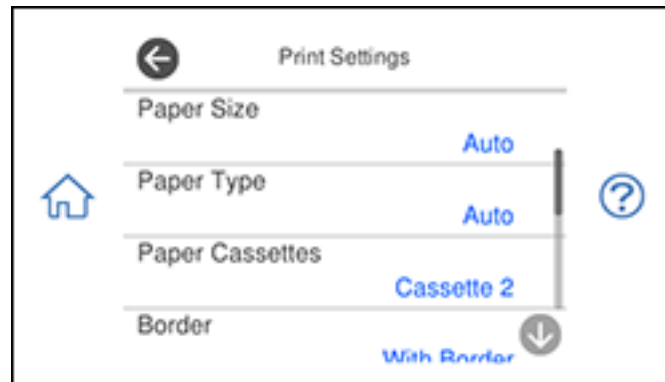 Print Settings
Paper Size
Auto
Paper Type
Auto
Paper Cassettes
Cassette 2
Border
With Border